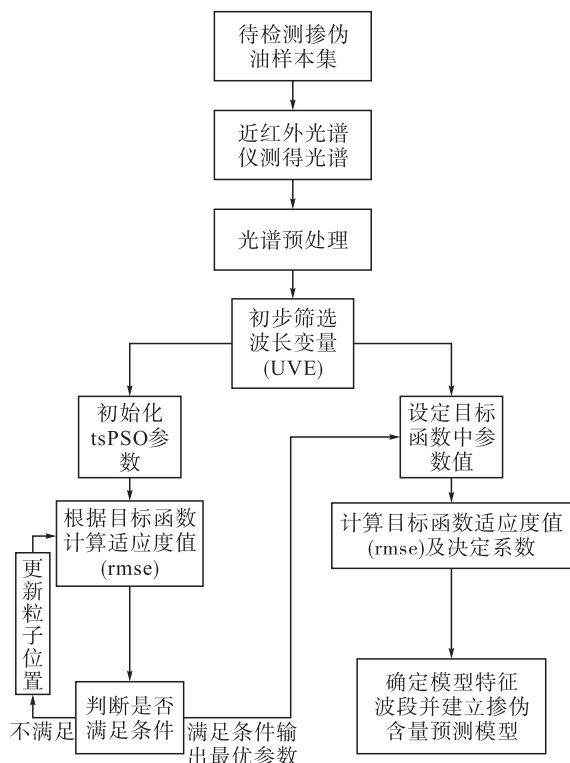 待检测掺伪
油样本集
近红外光谱
仪测得光谱
光谱预处理
初步筛选
波长变量
(UVE)
初始化
tsPSO参
数
设定目标
函数中参
数值
根据目标函数
计算适应度值
(rmse)
计算目标函数适应度值
(rmse)及决定系数
更新粒子位置
判断是否
满足条件
不满足
满足条件输
出最优参数
确定模型特征
波段并建立掺伪
含量预测模型